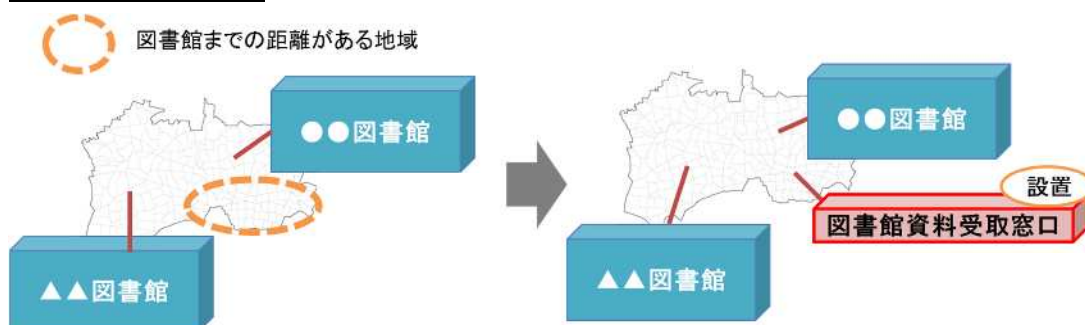 図書館までの距離がある地域
●●図書館
▲▲図書館
●●図書館
設置
図書館資料受取窓口
▲▲図書館